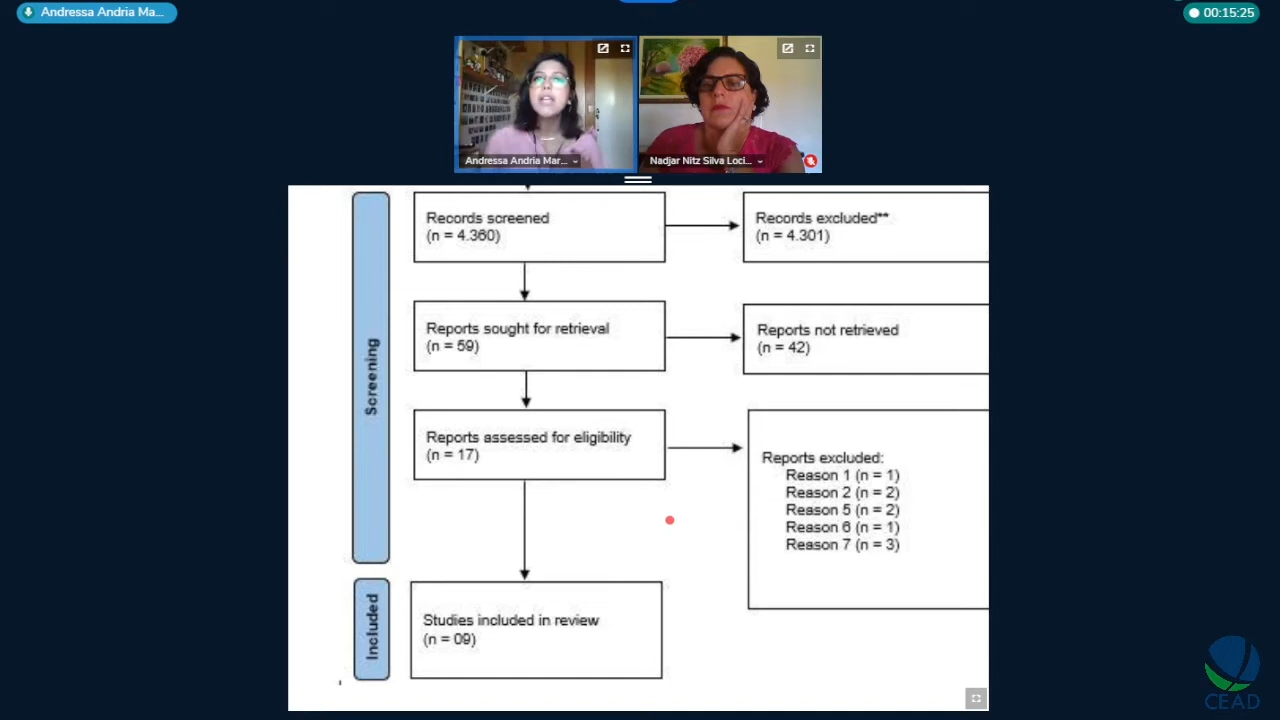 Andressa Andria Ma...
00:15:25
Andressa Andria Mar...
Nadjar Nitz Silva Loci...
Records screened
(n = 4.360)
Records excluded**
(n = 4.301)
Reports sought for retrieval
(n = 59)
Reports not retrieved
(n = 42)
Screening
Reports assessed for eligibility
(n = 17)
Reports excluded:
Reason 1 (n = 1)
Reason 2 (n = 2)
Reason 5 (n = 2)
Reason 6 (n = 1)
Reason 7 (n = 3)
Included
Studies included in review
(n = 09)
CEAD